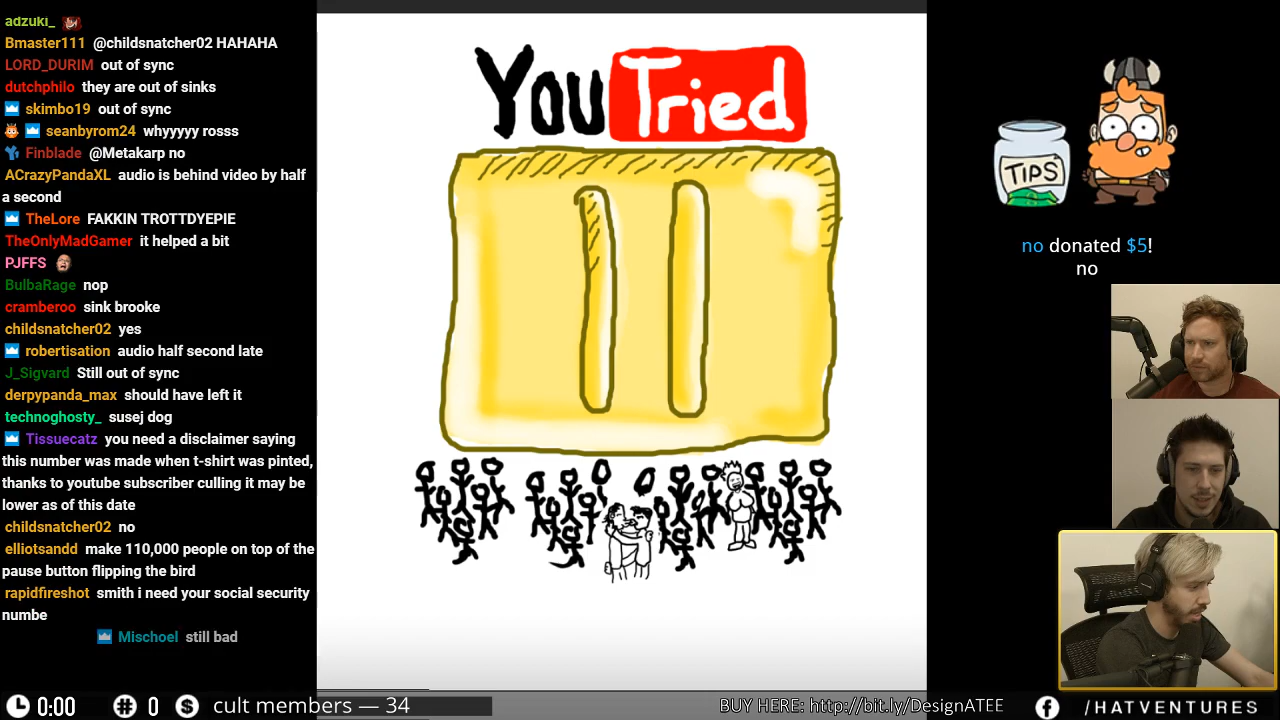 adzuki_
Bmaster111 @childsnatcher02 HAHAHA
LORD_DURIM out of sync
dutchphilo they are out of sinks
skimbo19 out of sync
seanbyrom24 whyyyy rosss
Finblade @Metakarp no
ACrazyPandaXL audio is behind video by half
a second
TheLore FAKKIN TROTTDYEPIE
TheOnlyMadGamer it helped a bit
PJFFS
BulbaRage nop
cramberoo sink brooke
childsnatcher02 yes
robertisation audio half second late
J_Sigvard Still out of sync
derpypanda_max should have left it
technoghosty_ susej dog
Tissuecatz you need a disclaimer saying
this number was made when t-shirt was pinted,
thanks to youtube subscriber culling it may be
lower as of this date
childsnatcher02 no
elliotsandd make 110,000 people on top of the
pause button flipping the bird
rapidfireshot smith i need your social security
numbe
Mischoel still bad
You Tried
TIPS
no donated $5!
no
0:00 # 0 $ cult members — 34
BUY HERE: http://bit.ly/DesignATEE
f /HATVENTURES